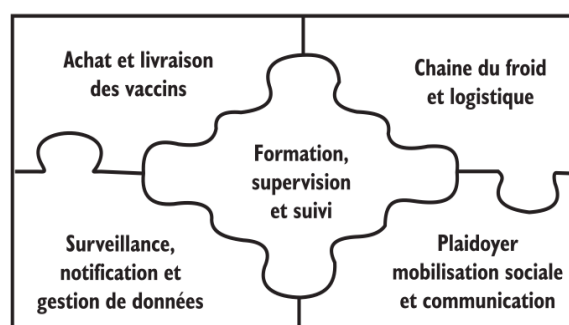 Achat et livraison
des vaccins
Chaine du froid
et logistique
Formation,
supervision
et suivi
Surveillance,
notification et
gestion de données
Plaidoyer
mobilisation sociale
et communication